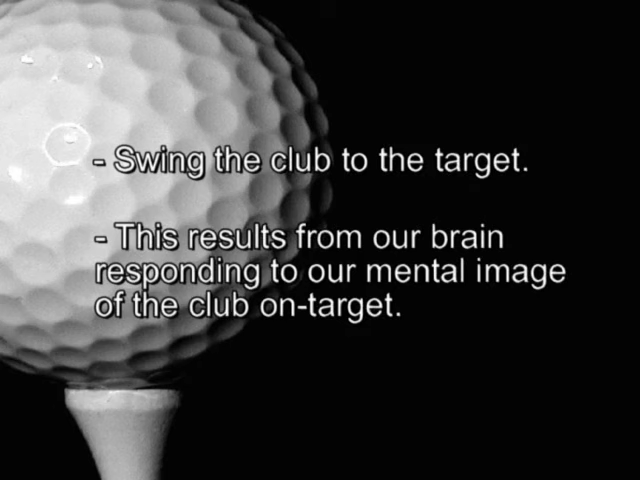 - Swing the club to the target.
- This results from our brain
responding to our mental image
of the club on-target.